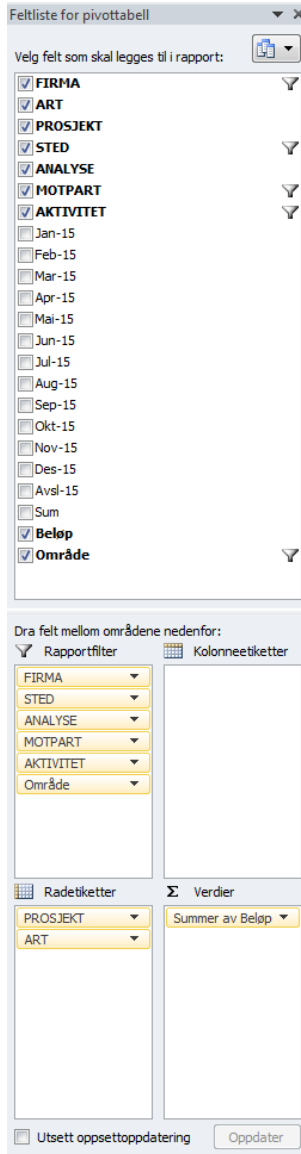 Feltliste for pivottabell
Velg felt som skal legges til i rapport:
FIRMA
ART
PROSJEKT
STED
ANALYSE
MOTPART
AKTIVITET
Jan-15
Feb-15
Mar-15
Apr-15
Mai-15
Jun-15
Jul-15
Aug-15
Sep-15
Okt-15
Nov-15
Des-15
Avsl-15
Sum
Beløp
Område
Dra felt mellom områdene nedenfor:
Rapportfilter
Kolonneetiketter
FIRMA
STED
ANALYSE
MOTPART
AKTIVITET
Område
Radetiketter
Σ Verdier
PROSJEKT
ART
Summer av Beløp
Utsett oppsettoppdatering
Oppdater